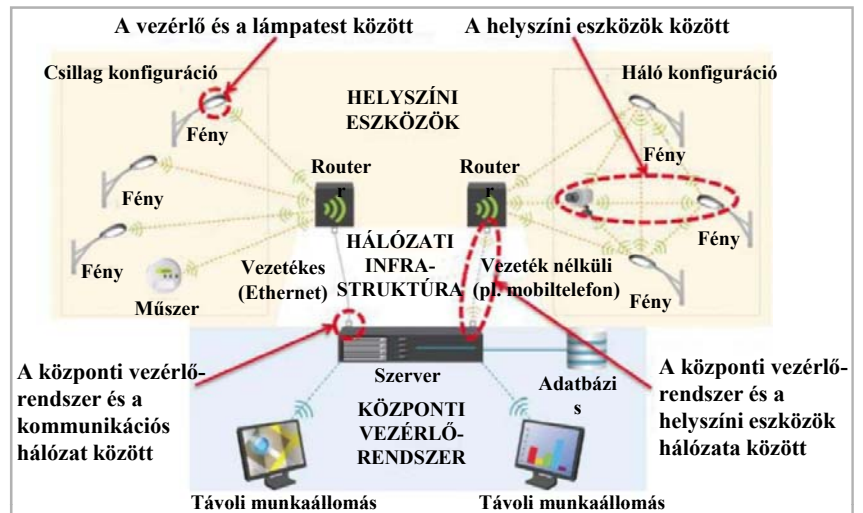 A vezérlő és a lámpatest között
A helyszíni eszközök között
Csillag konfiguráció
Háló konfiguráció
HELYSZÍNI
ESZKÖZÖK
Fény
Fény
Router
r
Router
r
Fény
Fény
Fény
HÁLÓZATI
INFRA-
STRUKTÚRA
Vezetékes
(Ethernet)
Vezeték nélküli
(pl. mobiltelefon)
Fény
Műszer
A központi vezérlő-
rendszer és a
kommunikációs
hálózat között
Szerver
Adatbázi
s
A központi vezérlő-
rendszer és a
helyszíni eszközök
hálózata között
KÖZPONTI
VEZÉRLŐ-
RENDSZER
Távoli munkaállomás
Távoli munkaállomás